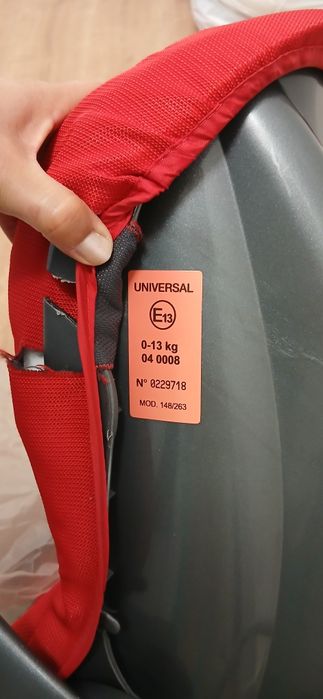 UNIVERSAL
E13
0-13 kg
04 0008
N° 0229718
MOD. 148/263